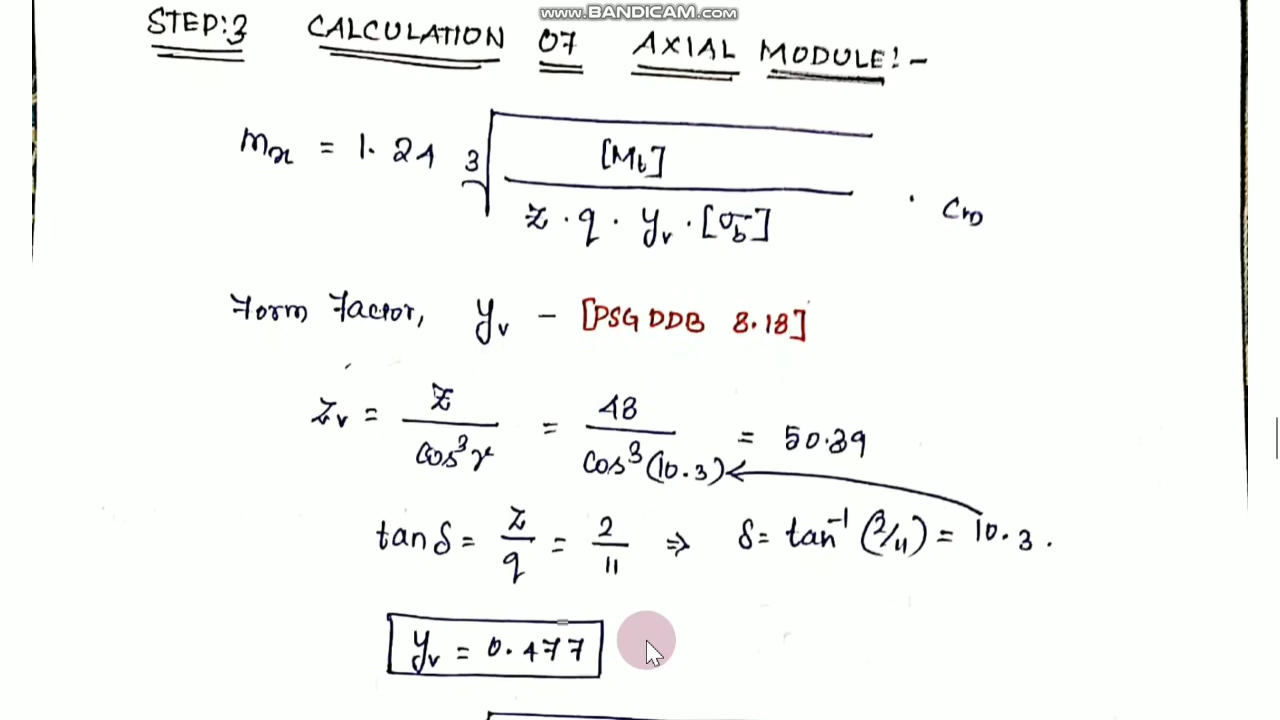 www.BANDICAM.com
STEP:3 CALCULATION OF AXIAL MODULE:-
mx = 1.24 ∛([Mt] / (z · q · yv · [σb])) · cm
Form Factor, yv - [PSG DDB 8.18]
zv = z / cos³γ = 48 / cos³(10.3) = 50.39
tan δ = z / q = 2 / 11 ⇒ δ = tan⁻¹ (2/11) = 10.3.
yv = 0.477